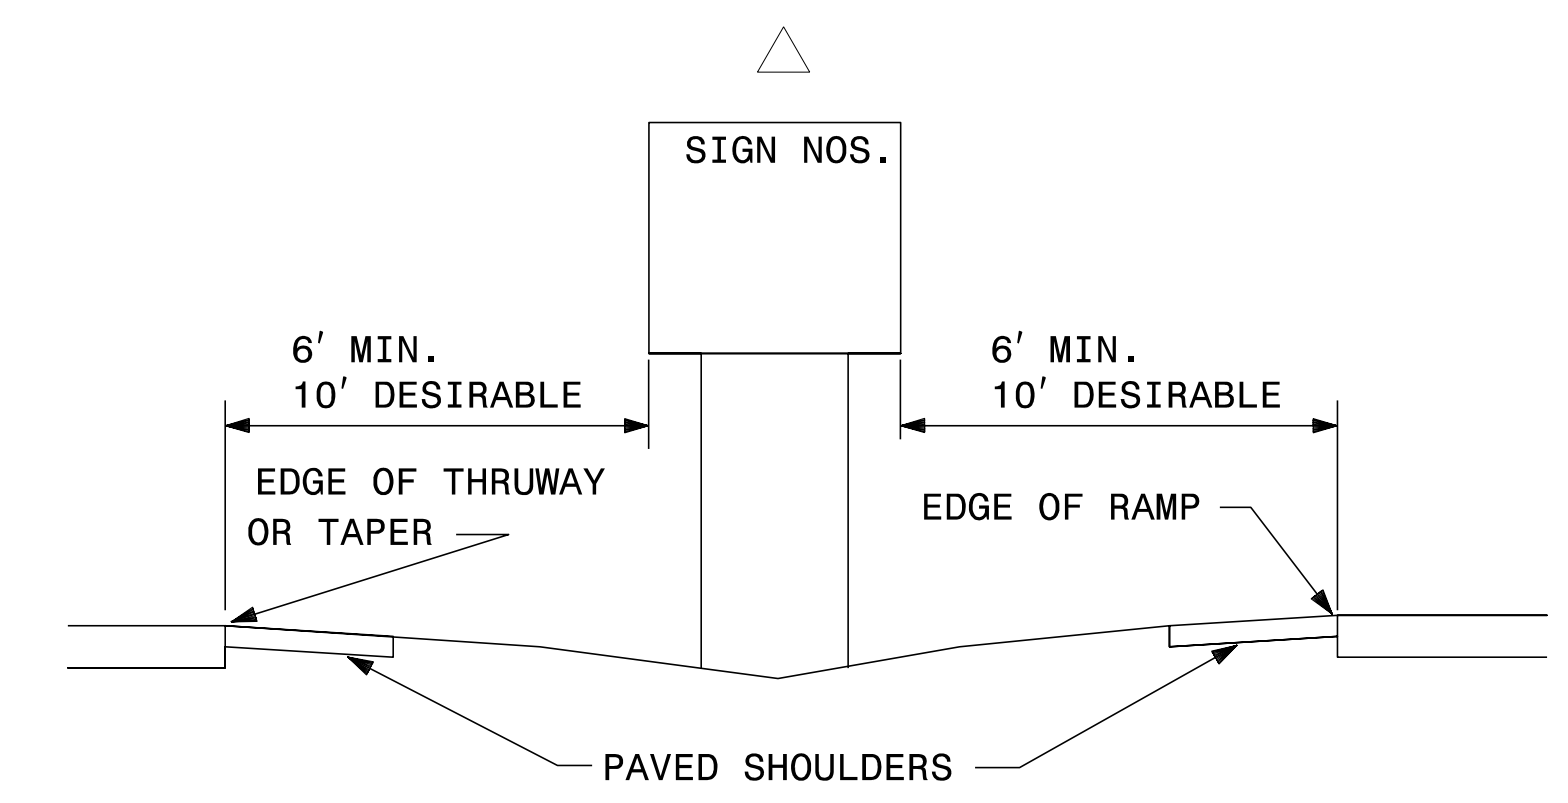 SIGN NOS.
6' MIN.
10' DESIRABLE
6' MIN.
10' DESIRABLE
EDGE OF THRUWAY
OR TAPER
EDGE OF RAMP
PAVED SHOULDERS